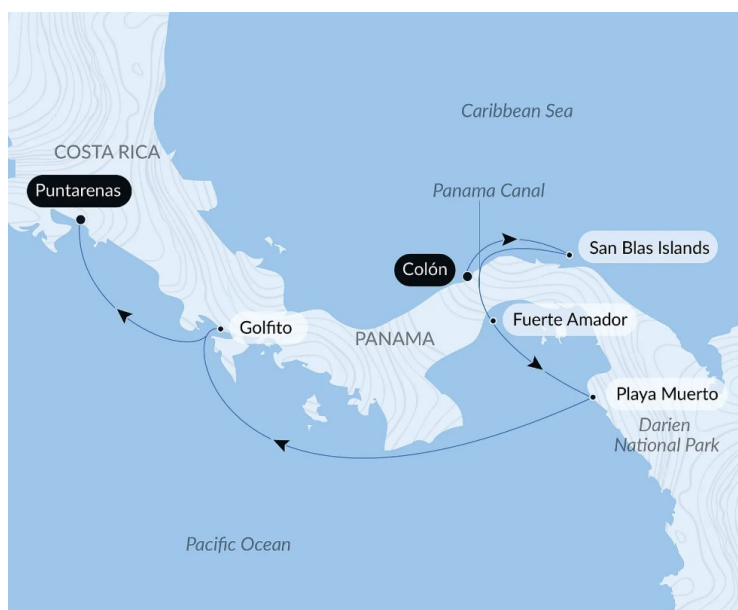 Caribbean Sea
COSTA RICA
Puntarenas
Panama Canal
San Blas Islands
Colón
Golfito
Fuerte Amador
PANAMA
Playa Muerto
Darien
National Park
Pacific Ocean